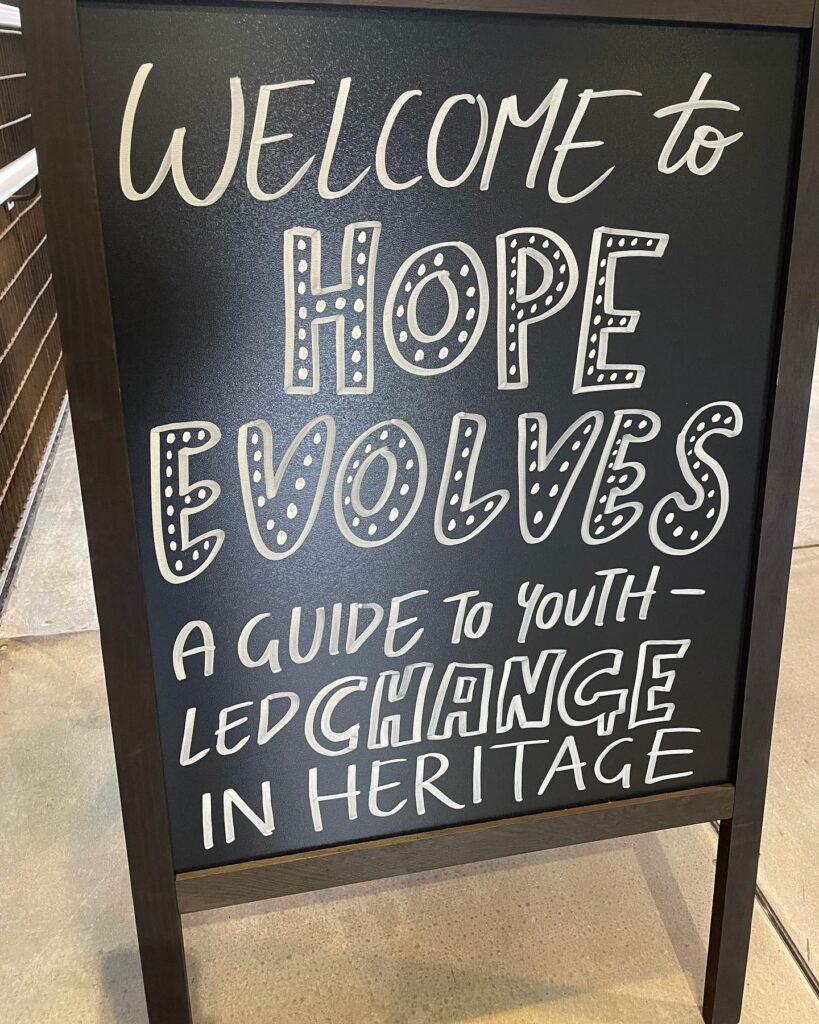 WELCOME to
HOPE
EVOLVES
A GUIDE TO YOUTH-
LED CHANGE
IN HERITAGE